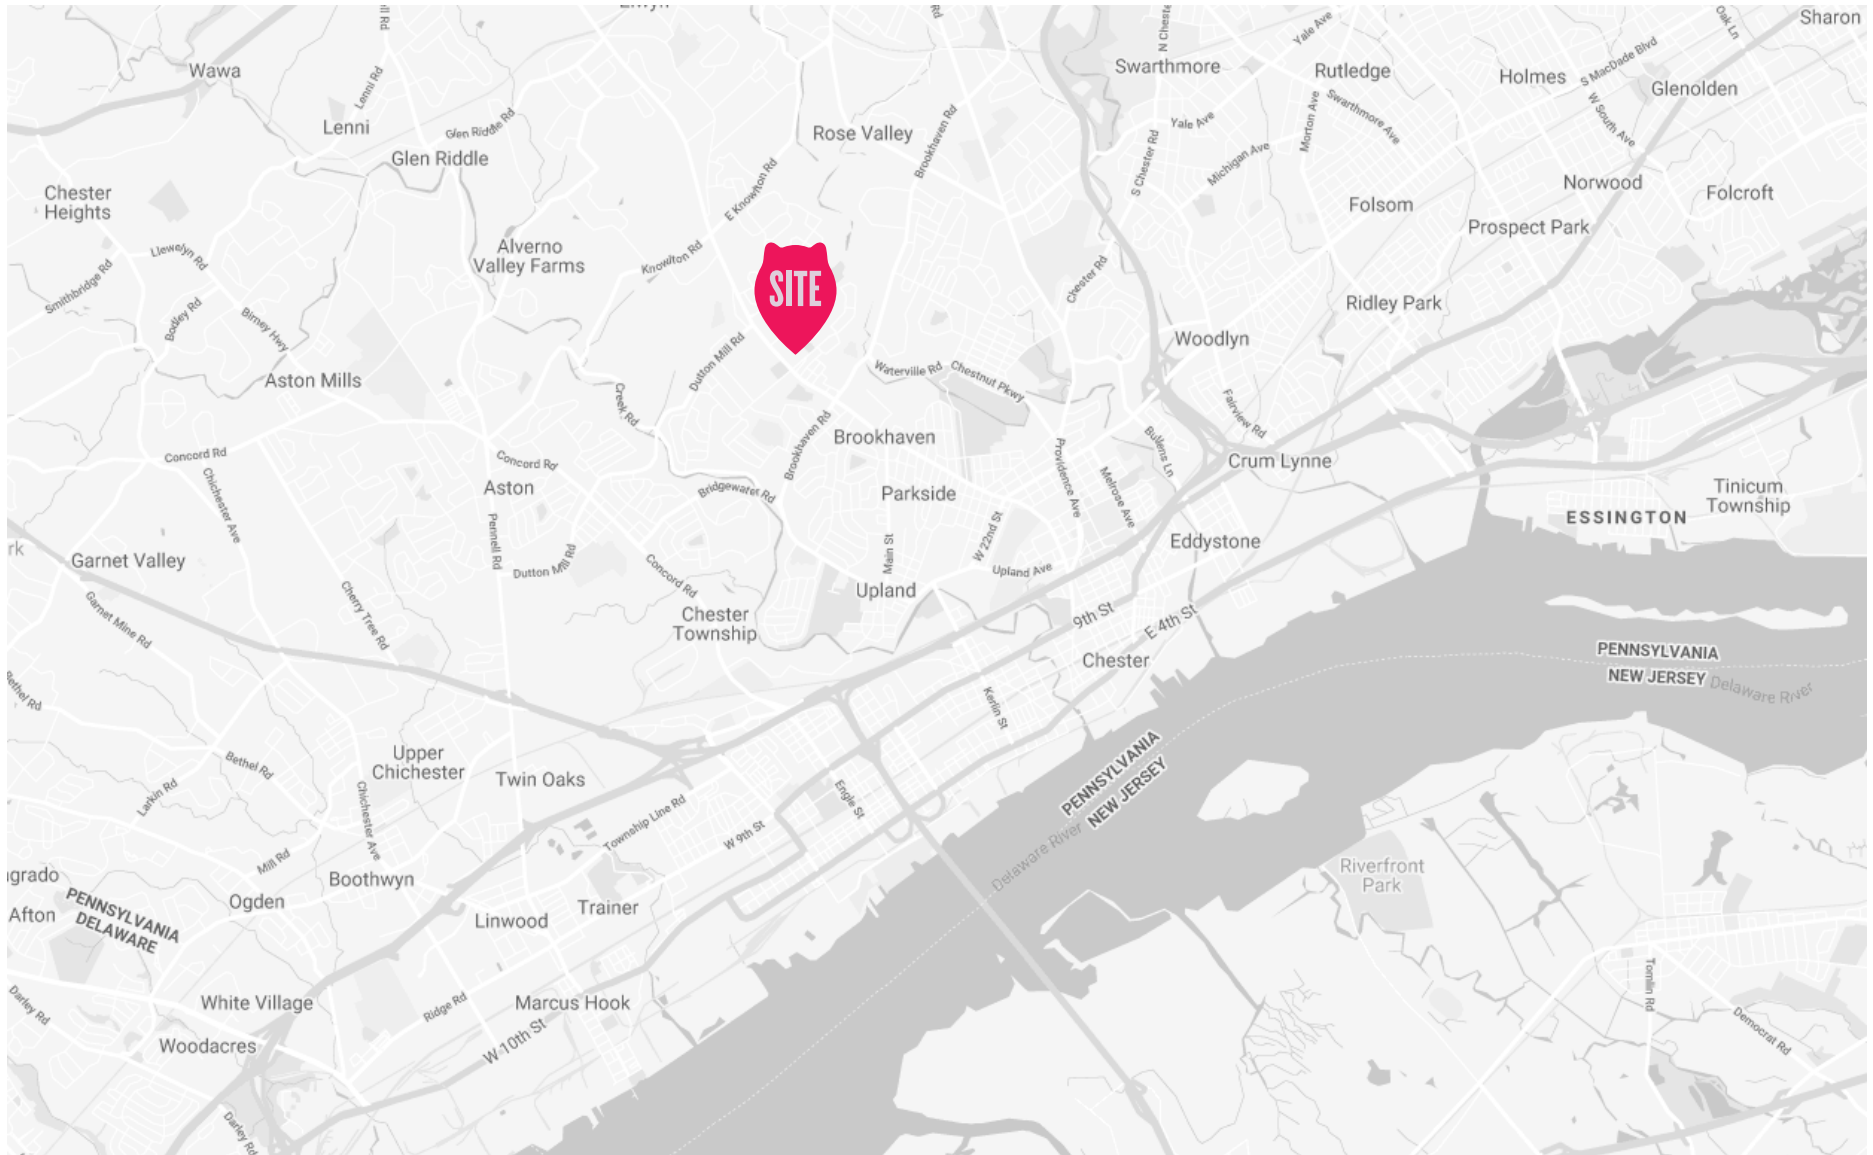 Sharon
Wawa
Lenni Rd
Lenni
Glen Riddle Rd
Glen Riddle
Rose Valley
Brookhaven Rd
Swarthmore
N Cheste
Yale Ave
Rutledge
Holmes
S MacDade Blvd
Oak Ln
Glenolden
W South Ave
Swarthmore Ave
Morton Ave
Yale Ave
Michigan Ave
S Chester Rd
Chester
Heights
Llewelyn Rd
Smithbridge Rd
Bodley Rd
Birney Hwy
Alverno
Valley Farms
E Knowlton Rd
Knowlton Rd
SITE
Norwood
Folcroft
Folsom
Prospect Park
Chester Rd
Ridley Park
Woodlyn
Aston Mills
Dutton Mill Rd
Creek Rd
Waterville Rd
Chestnut Pkwy
Fairview Rd
Brookhaven Rd
Brookhaven
Providence Ave
Bullens Ln
Melrose Ave
Crum Lynne
Concord Rd
Chichester Ave
Concord Rd
Aston
Bridgewater Rd
Parkside
Tinicum
Township
ESSINGTON
Pennell Rd
Dutton Mill Rd
Main St
W 22nd St
Eddystone
rk
Garnet Valley
Concord Rd
Upland Ave
Upland
Garnet Mine Rd
Cherry Tree Rd
Chester
Township
9th St
E 4th St
Chester
PENNSYLVANIA
NEW JERSEY
Delaware River
Bethel Rd
Kerlin St
Bethel Rd
Upper
Chichester
Twin Oaks
Larkin Rd
Chichester Ave
Township Line Rd
Engle St
W 9th St
PENNSYLVANIA
NEW JERSEY
Delaware River
Mill Rd
Boothwyn
Riverfront
Park
agrado
Afton
PENNSYLVANIA
DELAWARE
Ogden
Linwood
Trainer
Darley Rd
White Village
Ridge Rd
Marcus Hook
W 10th St
Woodacres
Tomlin Rd
Democrat Rd
Darley Rd